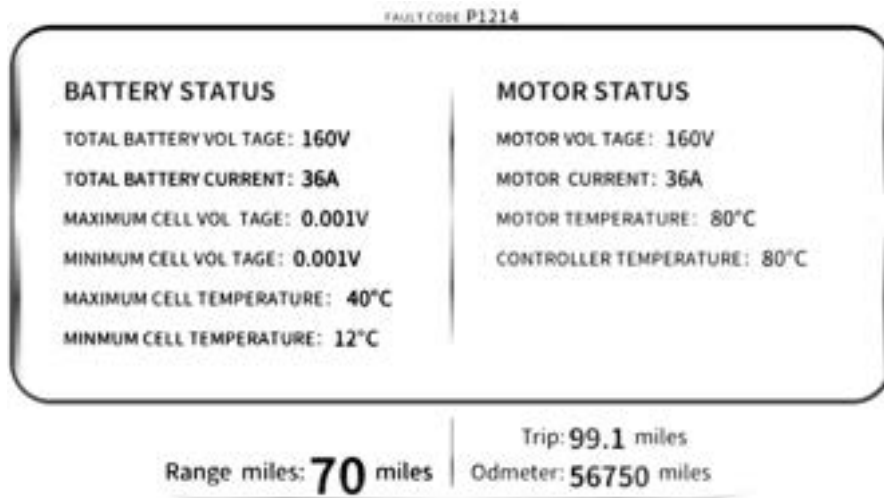 FAULT CODE P1214
BATTERY STATUS
TOTAL BATTERY VOL TAGE: 160V
TOTAL BATTERY CURRENT: 36A
MAXIMUM CELL VOL TAGE: 0.001V
MINIMUM CELL VOL TAGE: 0.001V
MAXIMUM CELL TEMPERATURE: 40°C
MINMUM CELL TEMPERATURE: 12°C
MOTOR STATUS
MOTOR VOL TAGE: 160V
MOTOR CURRENT: 36A
MOTOR TEMPERATURE: 80°C
CONTROLLER TEMPERATURE: 80°C
Range miles: 70 miles
Trip: 99.1 miles
Odmeter: 56750 miles